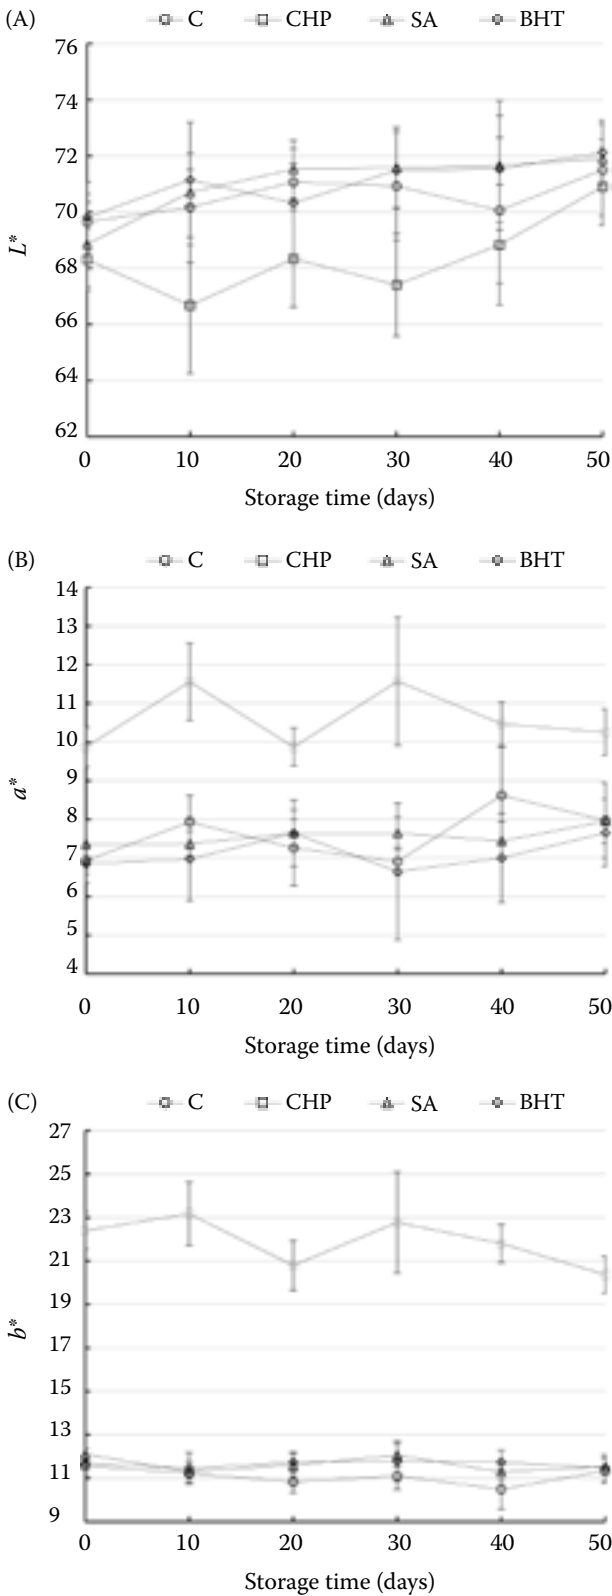 (A) C CHP SA BHT
76
74
72
70
68
66
64
62
L*
0 10 20 30 40 50
Storage time (days)
(B) C CHP SA BHT
14
13
12
11
10
9
8
7
6
5
4
a*
0 10 20 30 40 50
Storage time (days)
(C) C CHP SA BHT
27
25
23
21
19
17
15
13
11
9
b*
0 10 20 30 40 50
Storage time (days)